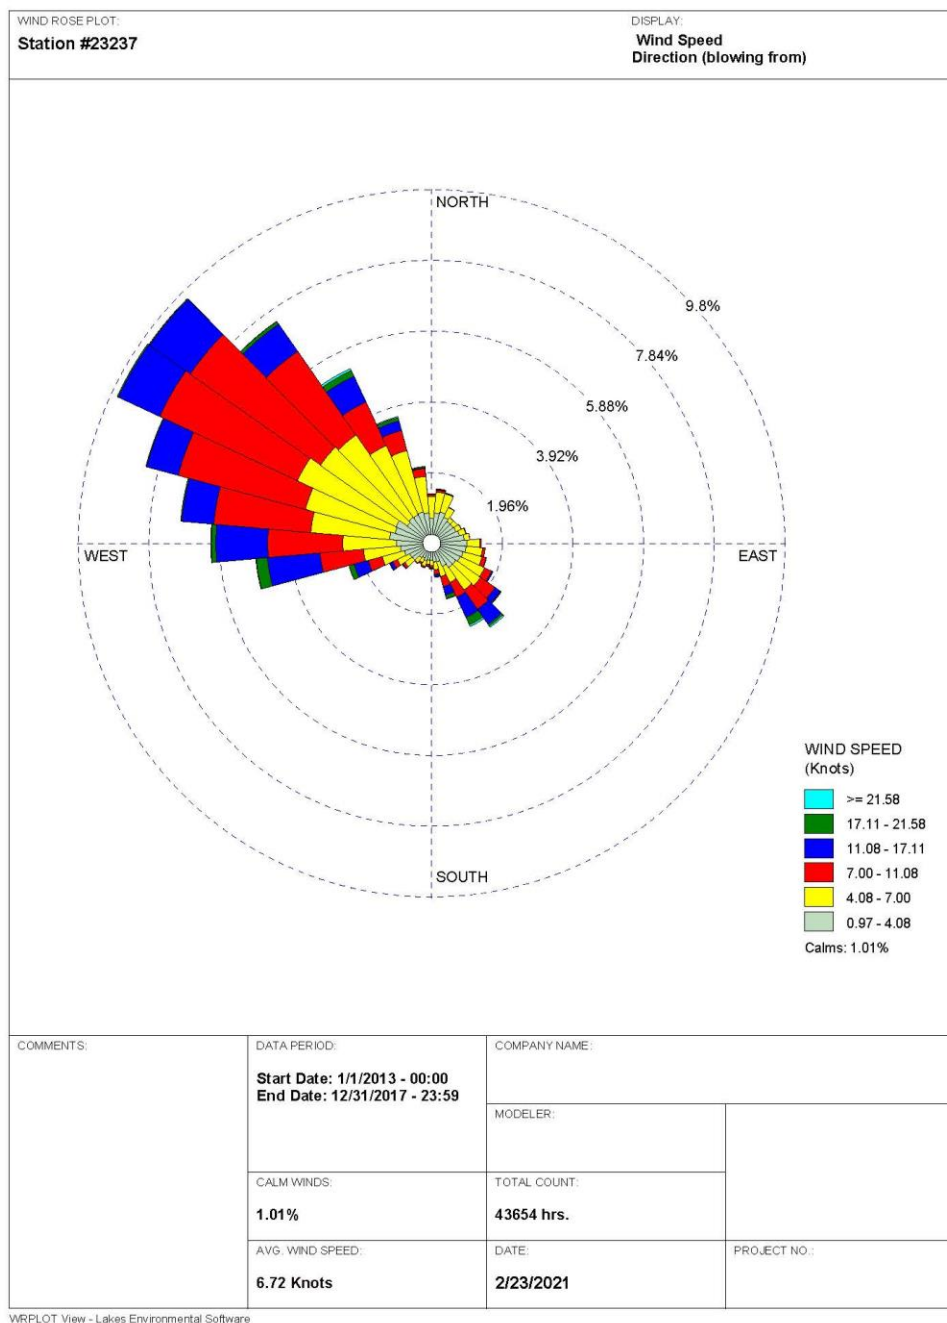 WIND ROSE PLOT:
Station #23237
DISPLAY:
Wind Speed
Direction (blowing from)
NORTH
9.8%
7.84%
5.88%
3.92%
1.96%
WEST
EAST
SOUTH
WIND SPEED
(Knots)
>= 21.58
17.11 - 21.58
11.08 - 17.11
7.00 - 11.08
4.08 - 7.00
0.97 - 4.08
Calms: 1.01%
COMMENTS:
DATA PERIOD:
Start Date: 1/1/2013 - 00:00
End Date: 12/31/2017 - 23:59
COMPANY NAME:
MODELER:
CALM WINDS:
1.01%
TOTAL COUNT:
43654 hrs.
AVG. WIND SPEED:
6.72 Knots
DATE:
2/23/2021
PROJECT NO.:
WRPLOT View - Lakes Environmental Software